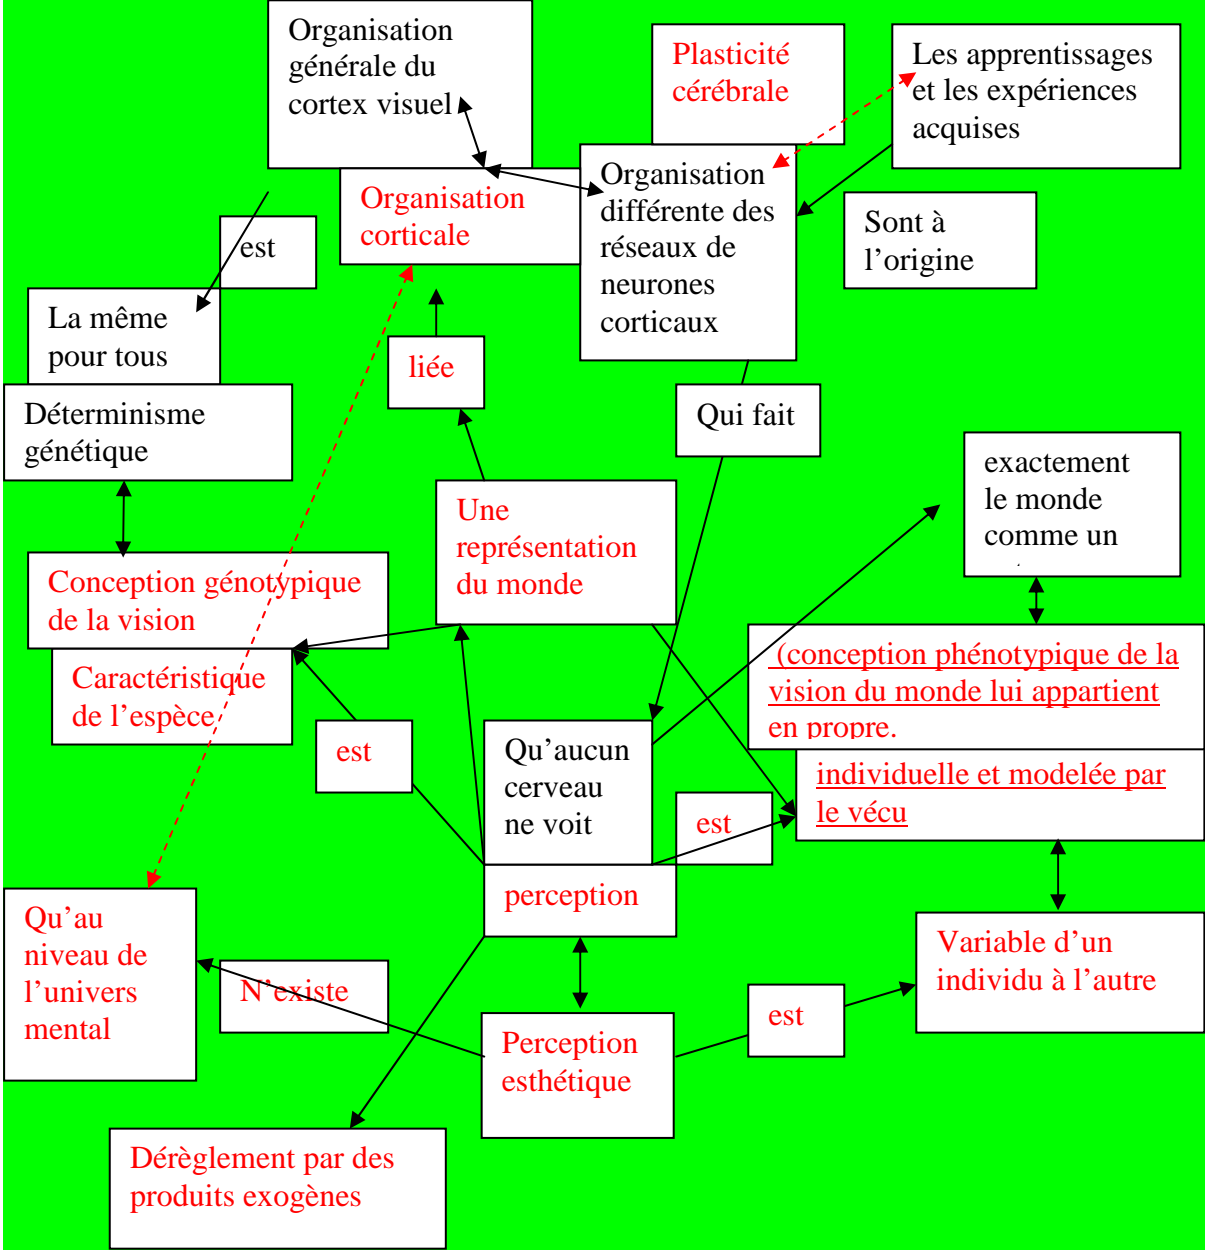 Organisation
générale du
cortex visuel
Plasticité
cérébrale
Les apprentissages
et les expériences
acquises
Organisation
corticale
Organisation
différente des
réseaux de
neurones
corticaux
Sont à
l’origine
est
La même
pour tous
liée
Déterminisme
génétique
Qui fait
exactement
le monde
comme un
Une
représentation
du monde
Conception génotypique
de la vision
Caractéristique
de l’espèce
(conception phénotypique de la
vision du monde lui appartient
en propre.
est
Qu’aucun
cerveau
ne voit
individuelle et modelée par
le vécu
est
perception
Qu’au
niveau de
l’univers
mental
N’existe
Variable d’un
individu à l’autre
est
Perception
esthétique
Dérèglement par des
produits exogènes